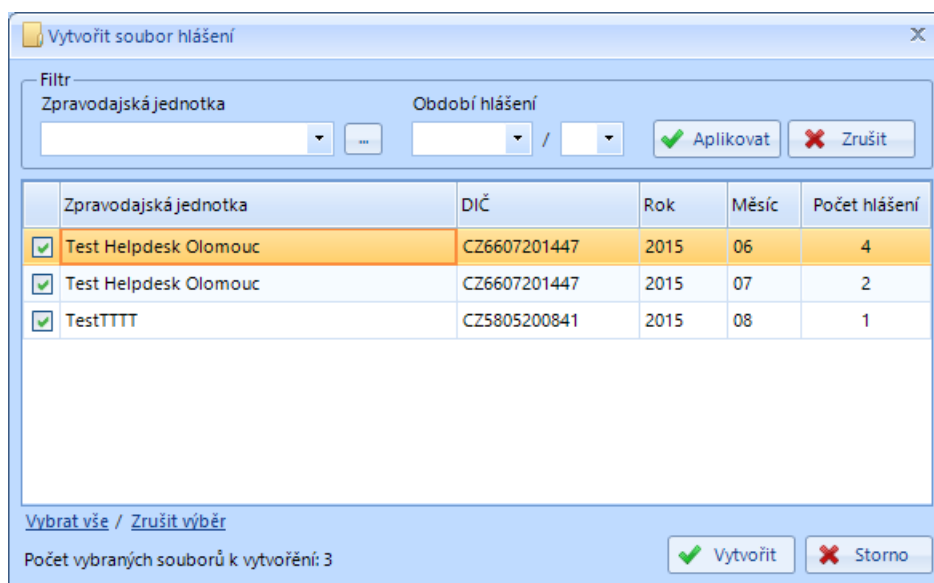 Vytvořit soubor hlášení
Filtr
Zpravodajská jednotka Období hlášení
... / Aplikovat Zrušit
Zpravodajská jednotka DIČ Rok Měsíc Počet hlášení
Test Helpdesk Olomouc CZ6607201447 2015 06 4
Test Helpdesk Olomouc CZ6607201447 2015 07 2
TestTTTT CZ5805200841 2015 08 1
Vybrat vše / Zrušit výběr
Počet vybraných souborů k vytvořění: 3 Vytvořit Storno